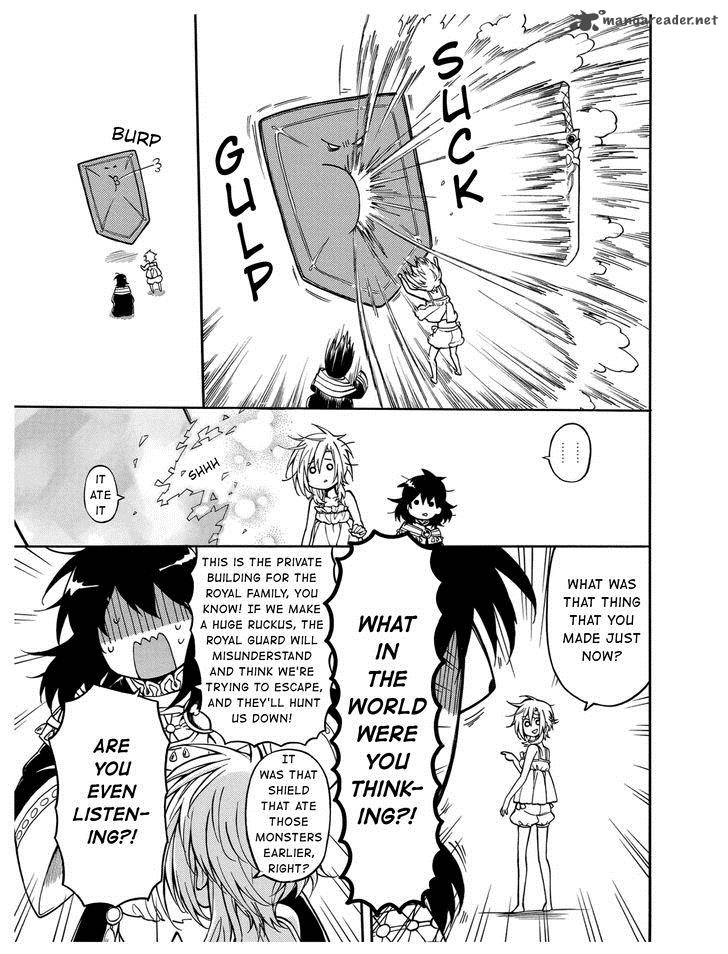 mangareader.net
SUCK
GULP
BURP
......
SHHH
IT
ATE
IT
WHAT WAS
THAT THING
THAT YOU
MADE JUST
NOW?
WHAT
IN
THE
WORLD
WERE
YOU
THINK-
ING?!
THIS IS THE PRIVATE
BUILDING FOR THE
ROYAL FAMILY, YOU
KNOW! IF WE MAKE
A HUGE RUCKUS, THE
ROYAL GUARD WILL
MISUNDERSTAND
AND THINK WE'RE
TRYING TO ESCAPE,
AND THEY'LL HUNT
US DOWN!
IT
WAS THAT
SHIELD
THAT ATE
THOSE
MONSTERS
EARLIER,
RIGHT?
ARE
YOU
EVEN
LISTEN-
ING?!